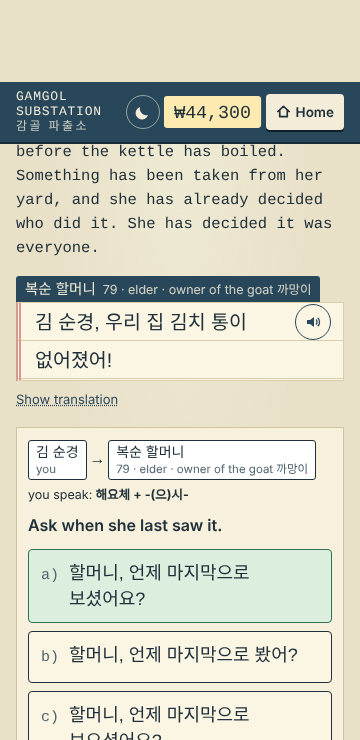 GAMGOL
SUBSTATION
감골 파출소
₩44,300
Home
before the kettle has boiled.
Something has been taken from her
yard, and she has already decided
who did it. She has decided it was
everyone.
복순 할머니 79 · elder · owner of the goat 까망이
김 순경, 우리 집 김치 통이
없어졌어!
Show translation
김 순경
you
→
복순 할머니
79 · elder · owner of the goat 까망이
you speak: 해요체 + -(으)시-
Ask when she last saw it.
a) 할머니, 언제 마지막으로
보셨어요?
b) 할머니, 언제 마지막으로 봤어?
c) 할머니, 언제 마지막으로